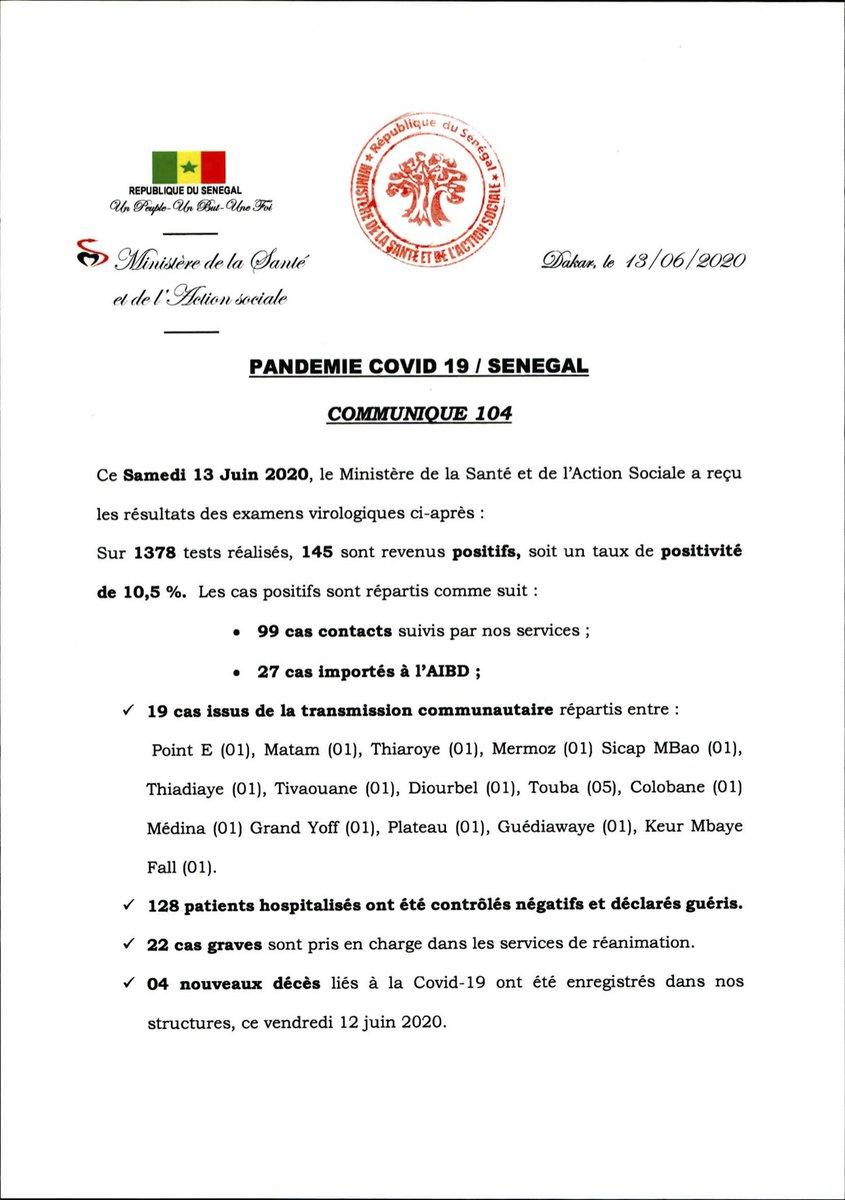 REPUBLIQUE DU SENEGAL
Un Peuple-Un But-Une Foi
Ministère de la Santé
et de l'Action sociale
★ République du Sénégal ★
MINISTÈRE DE LA SANTÉ ET DE L'ACTION SOCIALE
Dakar, le 13/06/2020
PANDEMIE COVID 19 / SENEGAL
COMMUNIQUE 104
Ce Samedi 13 Juin 2020, le Ministère de la Santé et de l'Action Sociale a reçu
les résultats des examens virologiques ci-après :
Sur 1378 tests réalisés, 145 sont revenus positifs, soit un taux de positivité
de 10,5 %. Les cas positifs sont répartis comme suit :
• 99 cas contacts suivis par nos services ;
• 27 cas importés à l'AIBD ;
✓ 19 cas issus de la transmission communautaire répartis entre :
Point E (01), Matam (01), Thiaroye (01), Mermoz (01) Sicap MBao (01),
Thiadiaye (01), Tivaouane (01), Diourbel (01), Touba (05), Colobane (01)
Médina (01) Grand Yoff (01), Plateau (01), Guédiawaye (01), Keur Mbaye
Fall (01).
✓ 128 patients hospitalisés ont été contrôlés négatifs et déclarés guéris.
✓ 22 cas graves sont pris en charge dans les services de réanimation.
✓ 04 nouveaux décès liés à la Covid-19 ont été enregistrés dans nos
structures, ce vendredi 12 juin 2020.